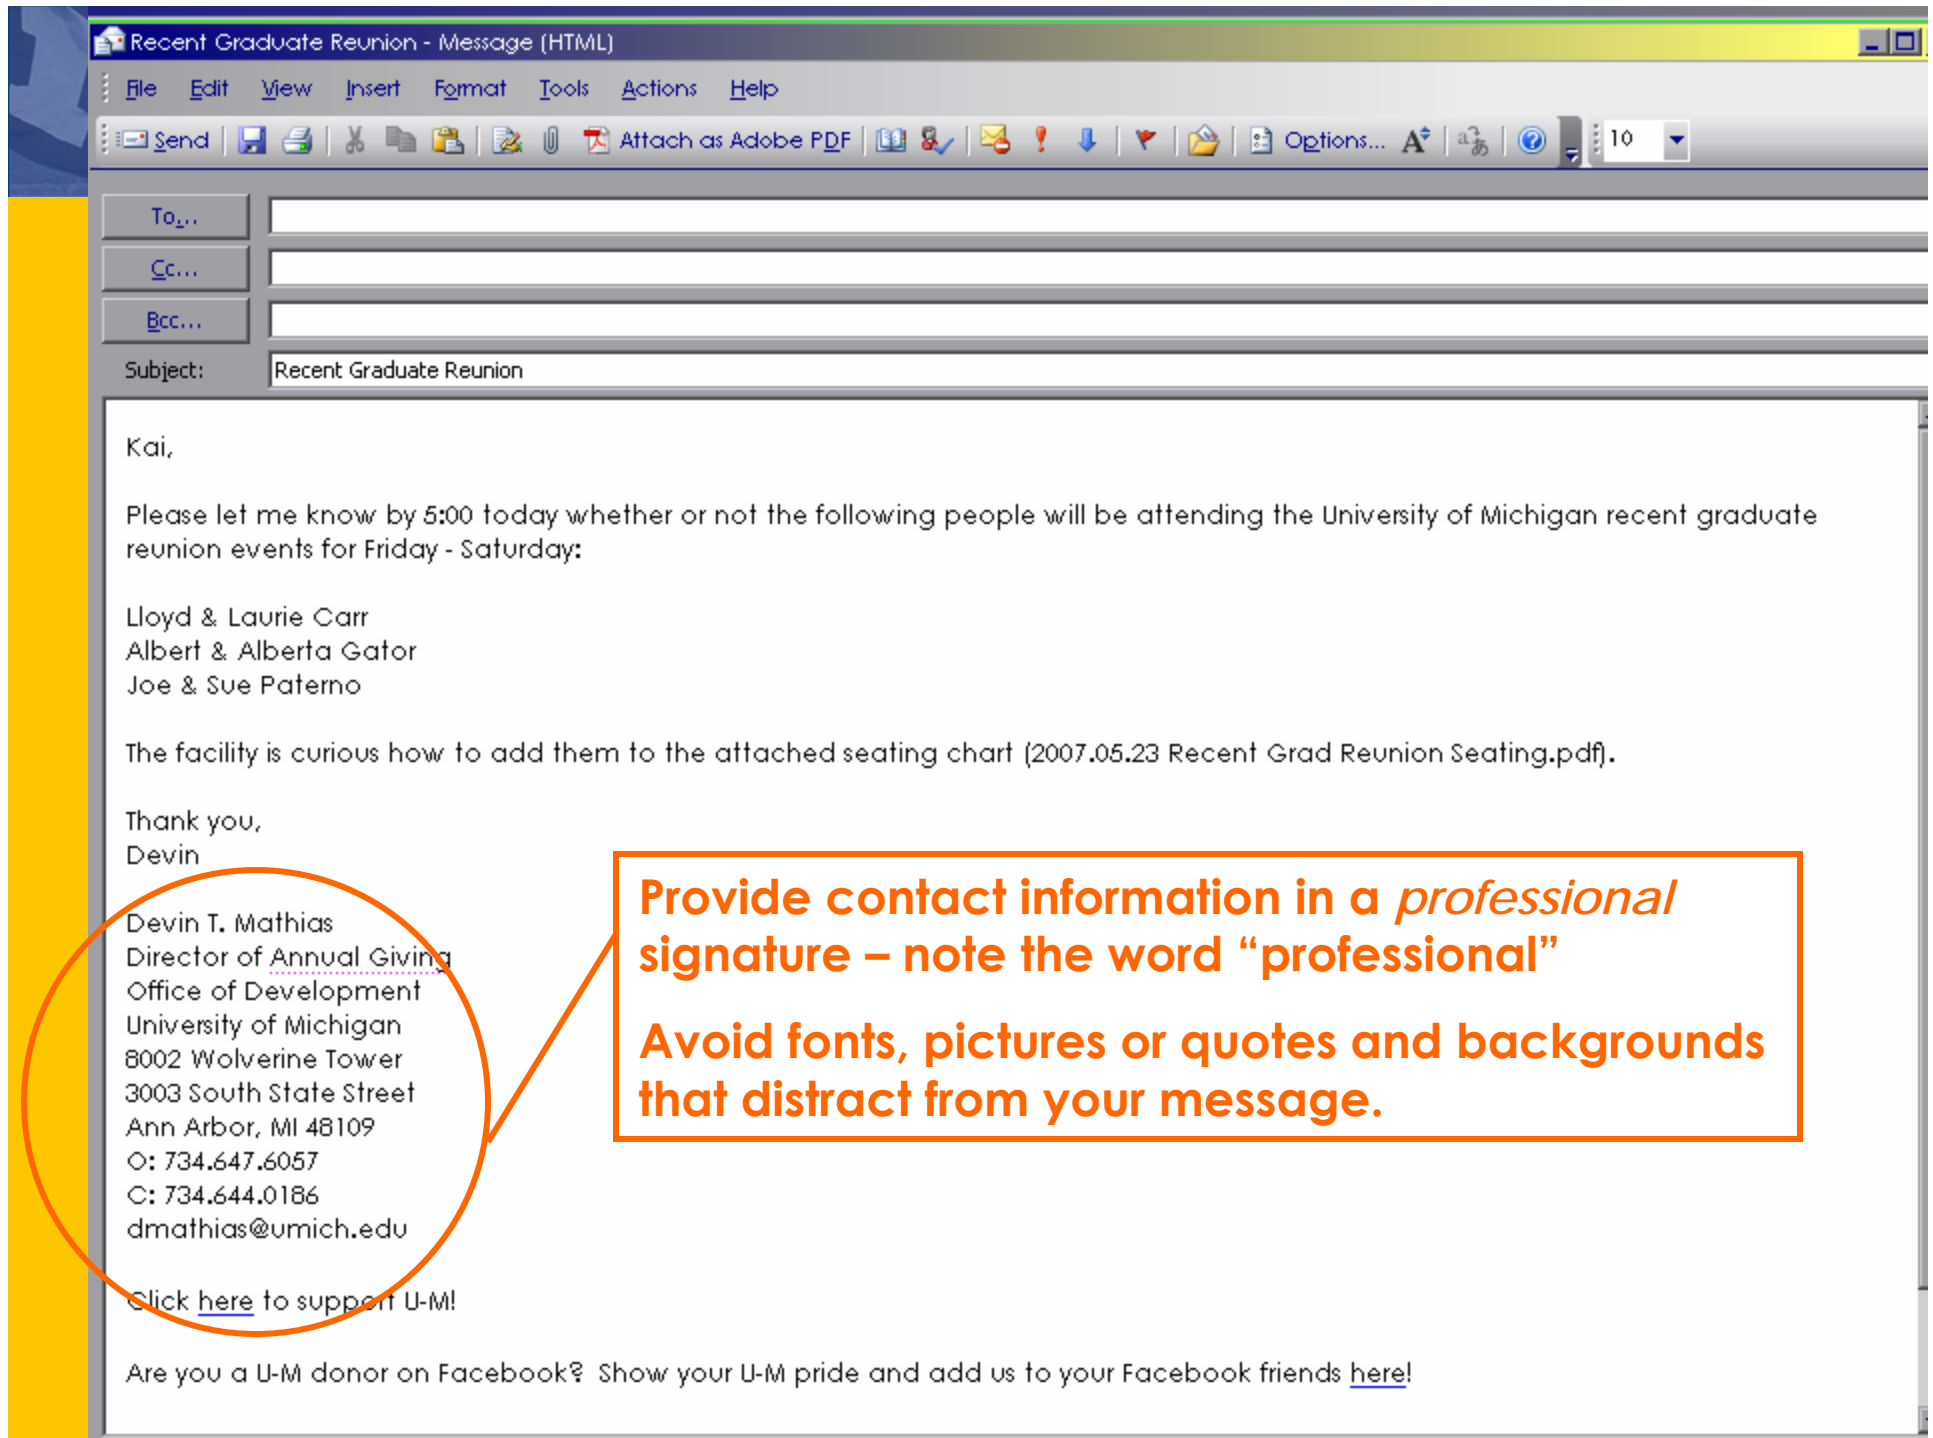 Recent Graduate Reunion - Message (HTML)
File Edit View Insert Format Tools Actions Help
Send Attach as Adobe PDF Options... 10
To...
Cc...
Bcc...
Subject: Recent Graduate Reunion
Kai,
Please let me know by 5:00 today whether or not the following people will be attending the University of Michigan recent graduate
reunion events for Friday - Saturday:
Lloyd & Laurie Carr
Albert & Alberta Gator
Joe & Sue Paterno
The facility is curious how to add them to the attached seating chart (2007.05.23 Recent Grad Reunion Seating.pdf).
Thank you,
Devin
Devin T. Mathias
Director of Annual Giving
Office of Development
University of Michigan
8002 Wolverine Tower
3003 South State Street
Ann Arbor, MI 48109
O: 734.647.6057
C: 734.644.0186
dmathias@umich.edu
Click here to support U-M!
Are you a U-M donor on Facebook? Show your U-M pride and add us to your Facebook friends here!
Provide contact information in a professional
signature – note the word “professional”
Avoid fonts, pictures or quotes and backgrounds
that distract from your message.